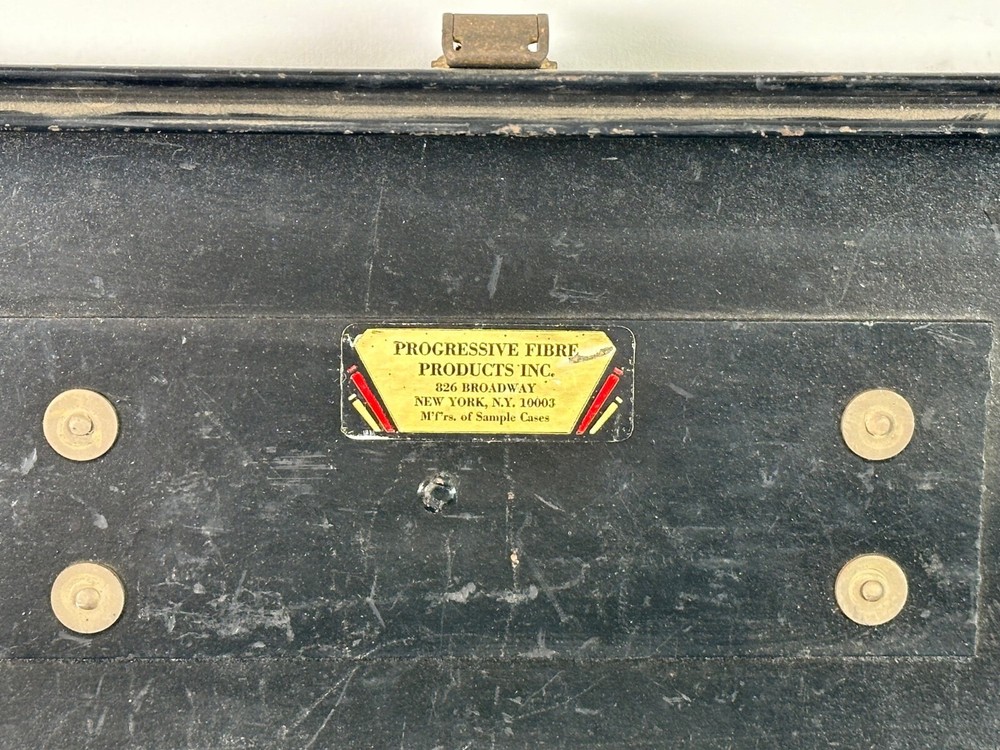 PROGRESSIVE FIBRE
PRODUCTS INC.
826 BROADWAY
NEW YORK, N.Y. 10003
M'f'rs. of Sample Cases